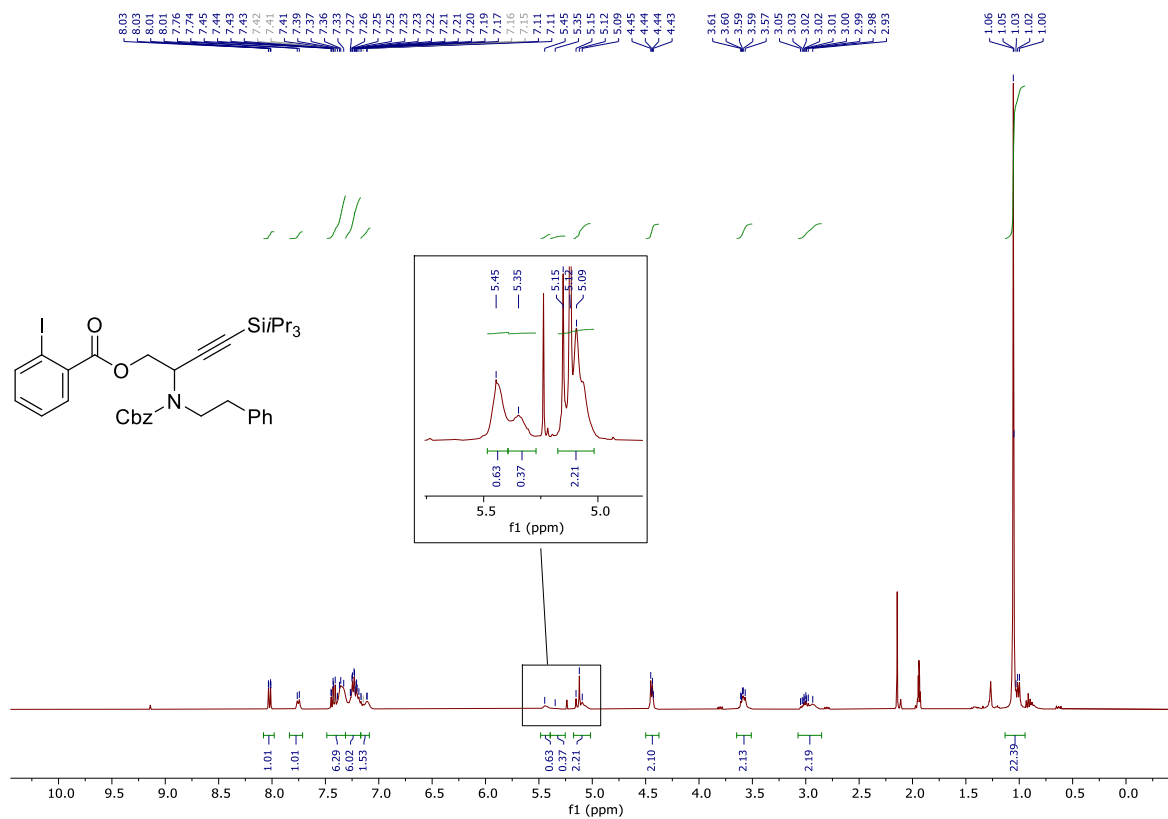 8.03 8.03 8.01 8.01 7.76 7.74 7.45 7.44 7.43 7.43 7.42 7.41 7.41 7.39 7.37 7.36 7.33 7.27 7.26 7.25 7.25 7.23 7.23 7.22 7.21 7.21 7.20 7.19 7.17 7.16 7.15 7.11 7.11 5.45 5.35 5.15 5.12 5.09 4.45 4.44 4.44 4.43 3.61 3.60 3.59 3.59 3.57 3.05 3.03 3.02 3.02 3.01 3.00 2.99 2.98 2.93 1.06 1.05 1.03 1.02 1.00
5.45 5.35 5.15 5.12 5.09
I O SiiPr3
O
N
Cbz Ph
0.63 0.37 2.21
5.5 5.0
f1 (ppm)
1.01 1.01 6.29 6.02 1.53 0.63 0.37 2.21 2.10 2.13 2.19 22.39
10.0 9.5 9.0 8.5 8.0 7.5 7.0 6.5 6.0 5.5 5.0 4.5 4.0 3.5 3.0 2.5 2.0 1.5 1.0 0.5 0.0
f1 (ppm)